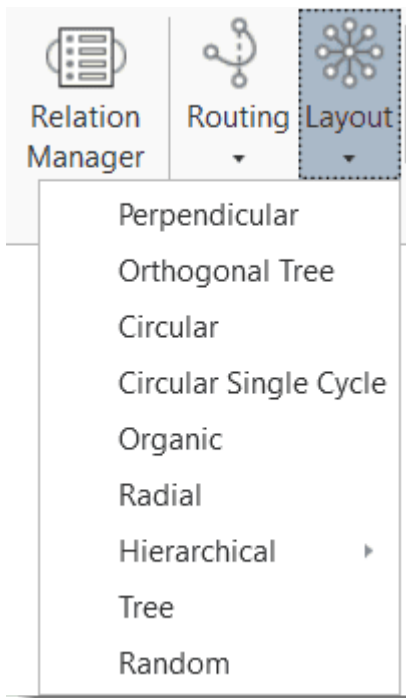 Relation
Manager
Routing
Layout
Perpendicular
Orthogonal Tree
Circular
Circular Single Cycle
Organic
Radial
Hierarchical
Tree
Random